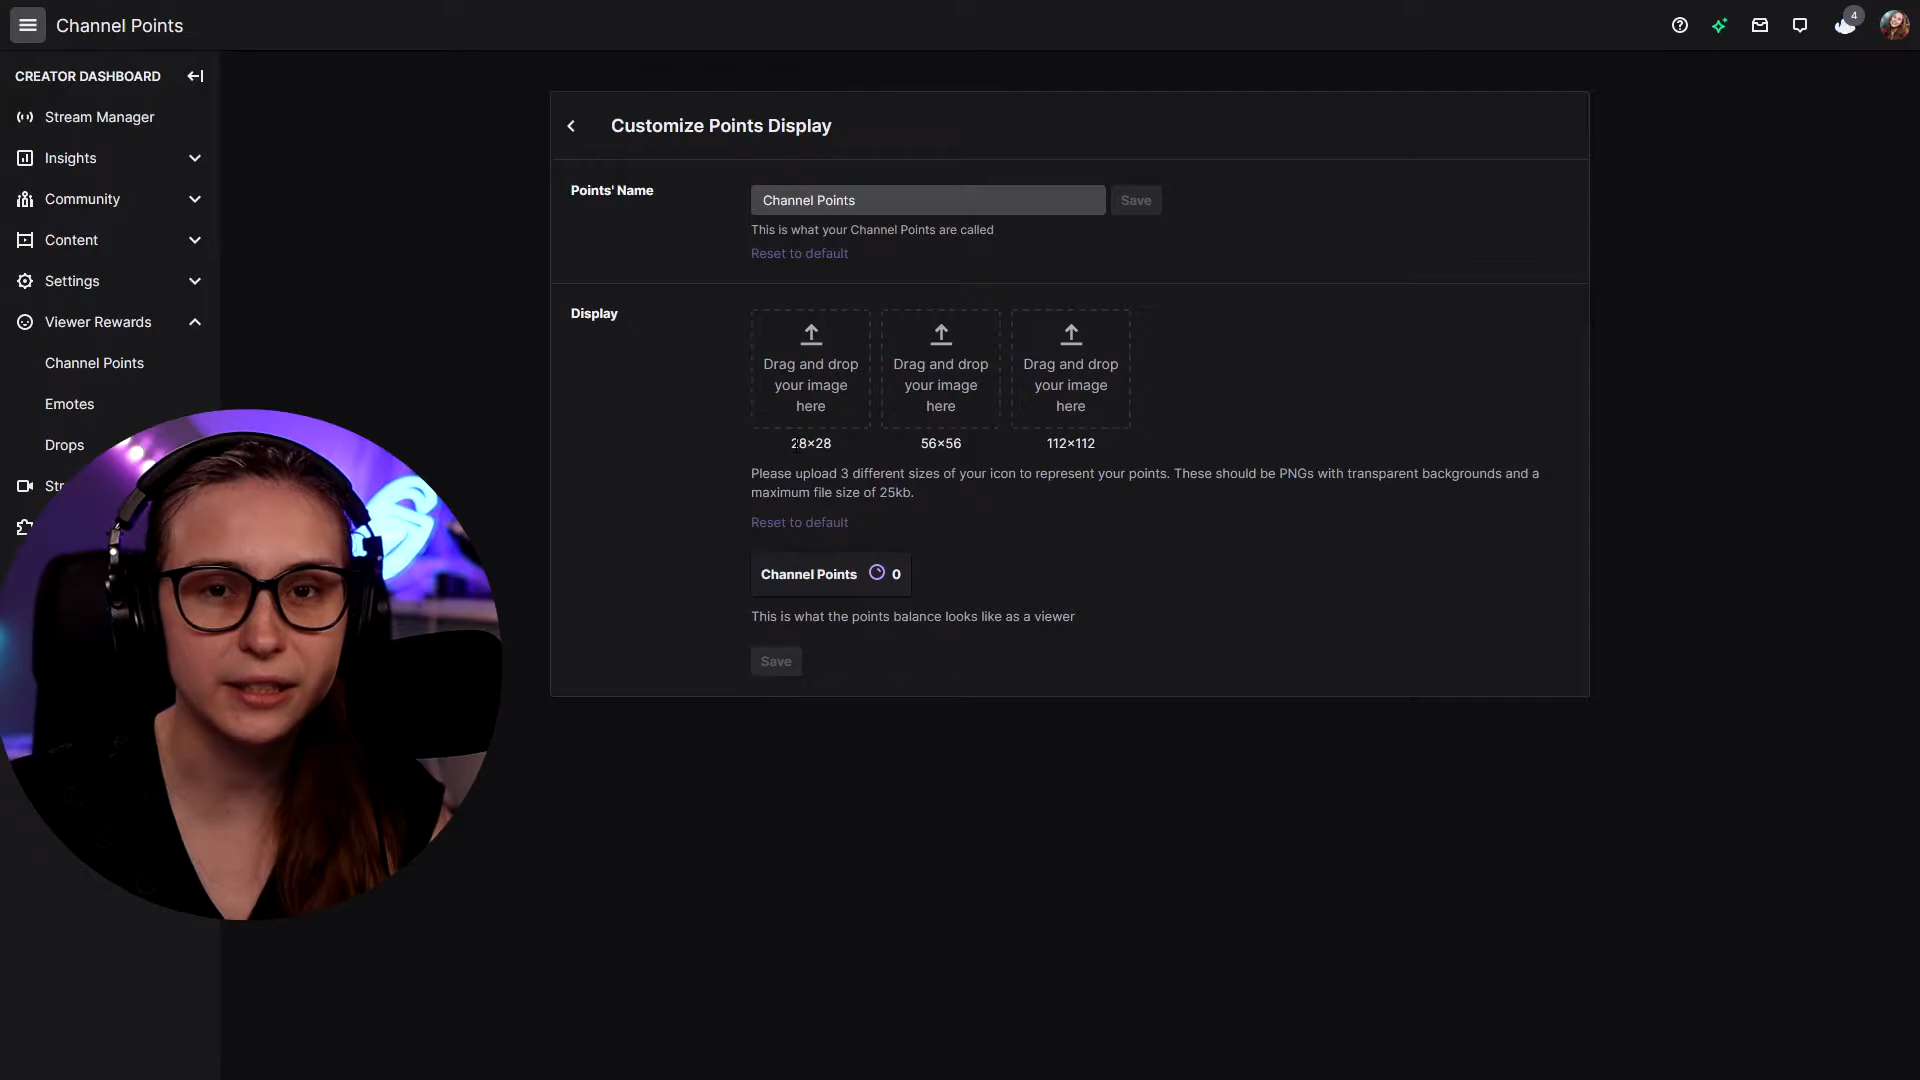 Channel Points
4
CREATOR DASHBOARD
Stream Manager
Insights
Community
Content
Settings
Viewer Rewards
Channel Points
Emotes
Drops
Customize Points Display
Points' Name
Channel Points
Save
This is what your Channel Points are called
Reset to default
Display
Drag and drop
your image
here
Drag and drop
your image
here
Drag and drop
your image
here
28×28
56×56
112×112
Please upload 3 different sizes of your icon to represent your points. These should be PNGs with transparent backgrounds and a
maximum file size of 25kb.
Reset to default
Channel Points 0
This is what the points balance looks like as a viewer
Save